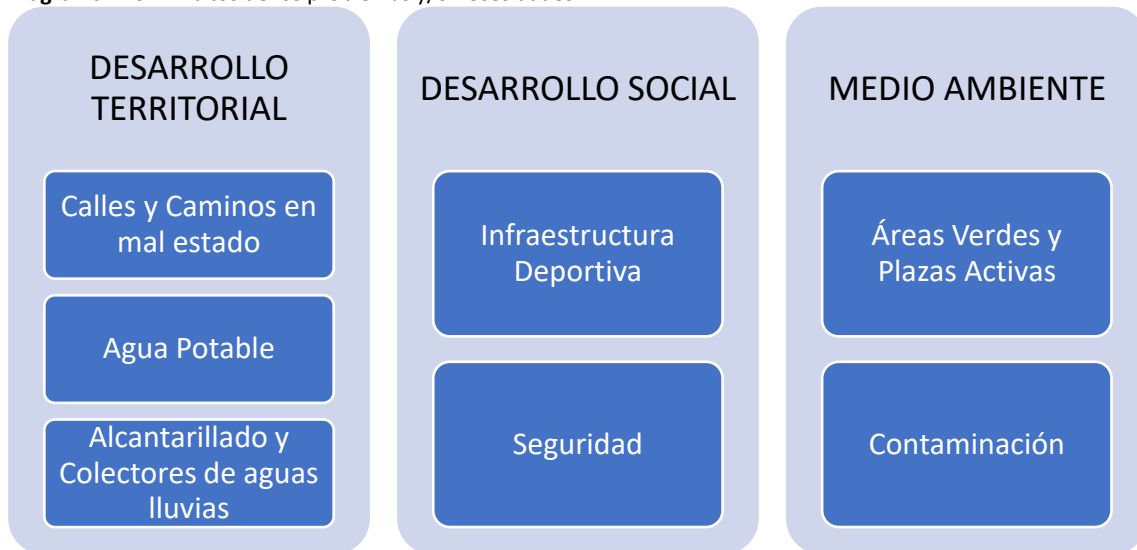 DESARROLLO
TERRITORIAL
Calles y Caminos en
mal estado
Agua Potable
Alcantarillado y
Colectores de aguas
lluvias
DESARROLLO SOCIAL
Infraestructura
Deportiva
Seguridad
MEDIO AMBIENTE
Áreas Verdes y
Plazas Activas
Contaminación